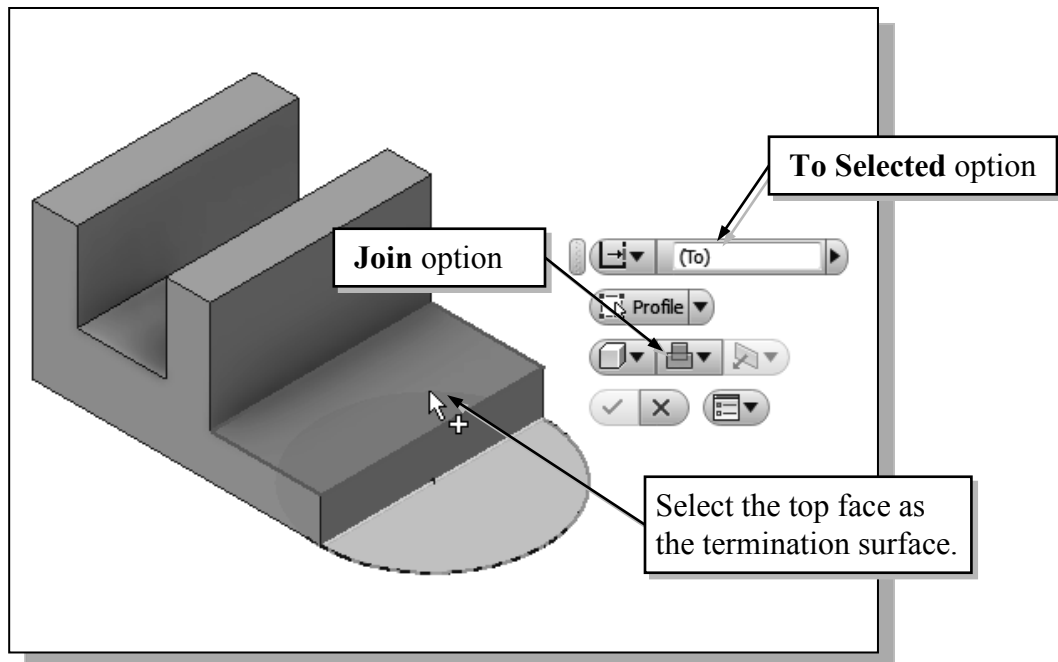 To Selected option
Join option
(To)
Profile
Select the top face as
the termination surface.